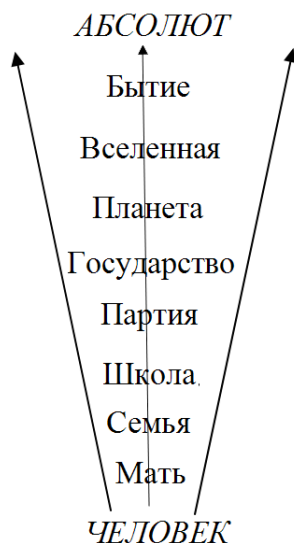 АБСОЛЮТ
Бытие
Вселенная
Планета
Государство
Партия
Школа
Семья
Мать
ЧЕЛОВЕК